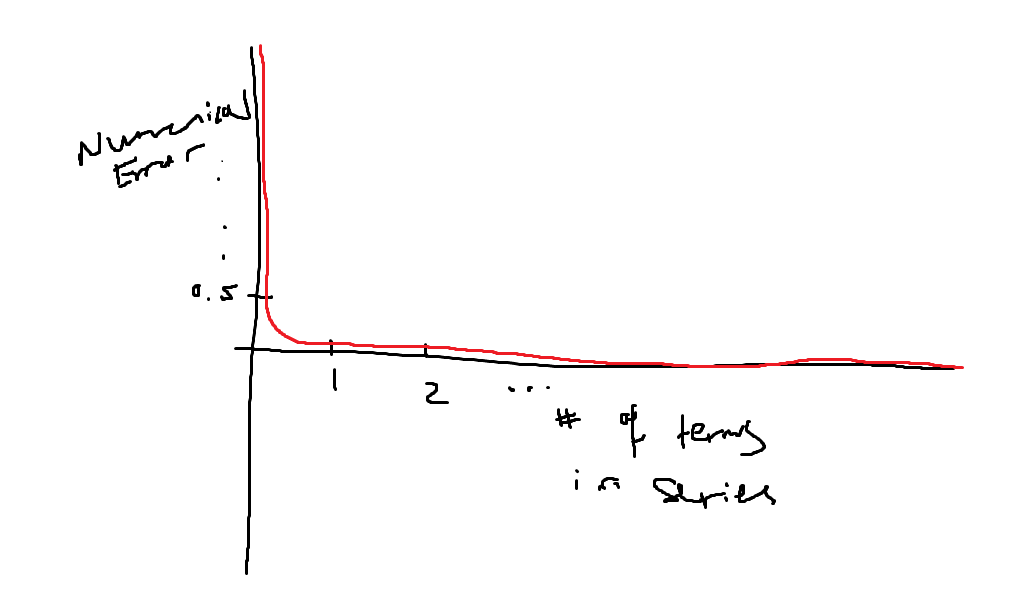 Numerical
Error
0.5
1
2
...
# of terms
in series